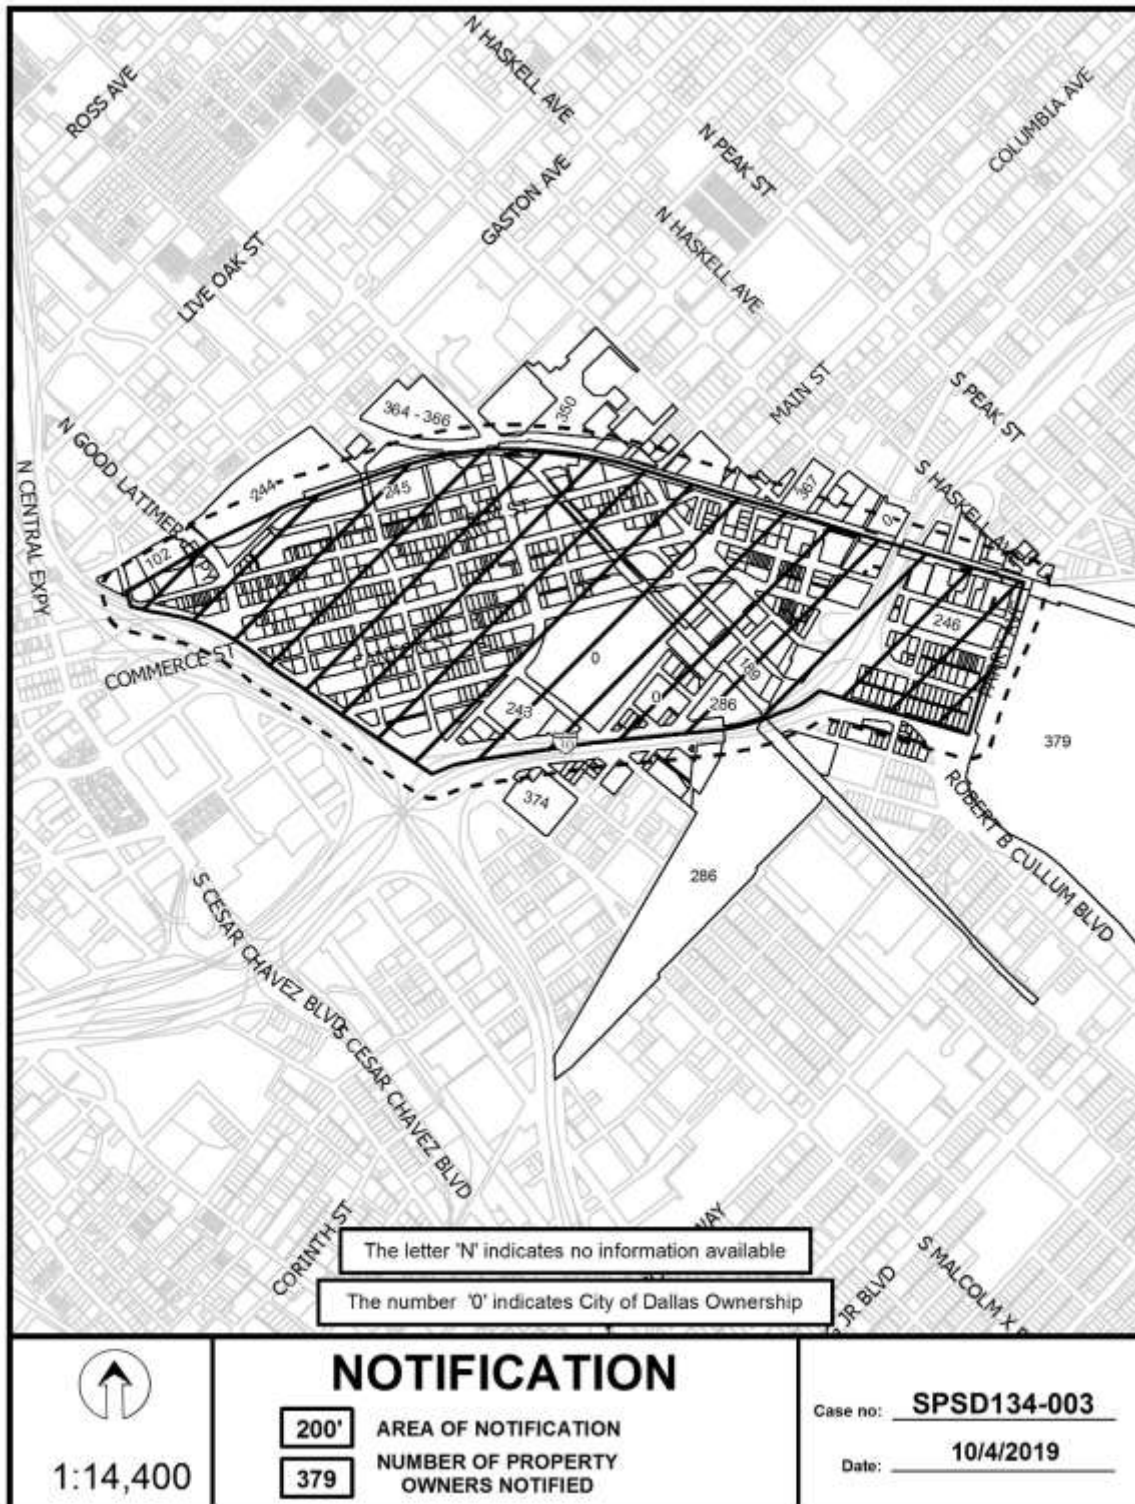 N HASKELL AVE
ROSS AVE
COLUMBIA AVE
N PEAK ST
GASTON AVE
N HASKELL AVE
LIVE OAK ST
MAIN ST
S PEAK ST
364 - 366
350
N GOOD LATIMER
PY
S HASKELL AVE
N CENTRAL EXPY
244
245
367
0
102
246
COMMERCE ST
0
189
0
286
243
30
379
374
ROBERT B CULLUM BLVD
286
S CESAR CHAVEZ BLVD
S CESAR CHAVEZ BLVD
CORINTH ST
WAY
S MALCOLM X
JR BLVD
The letter 'N' indicates no information available
The number '0' indicates City of Dallas Ownership
1:14,400
NOTIFICATION
200' AREA OF NOTIFICATION
379 NUMBER OF PROPERTY
OWNERS NOTIFIED
Case no: SPSD134-003
Date: 10/4/2019